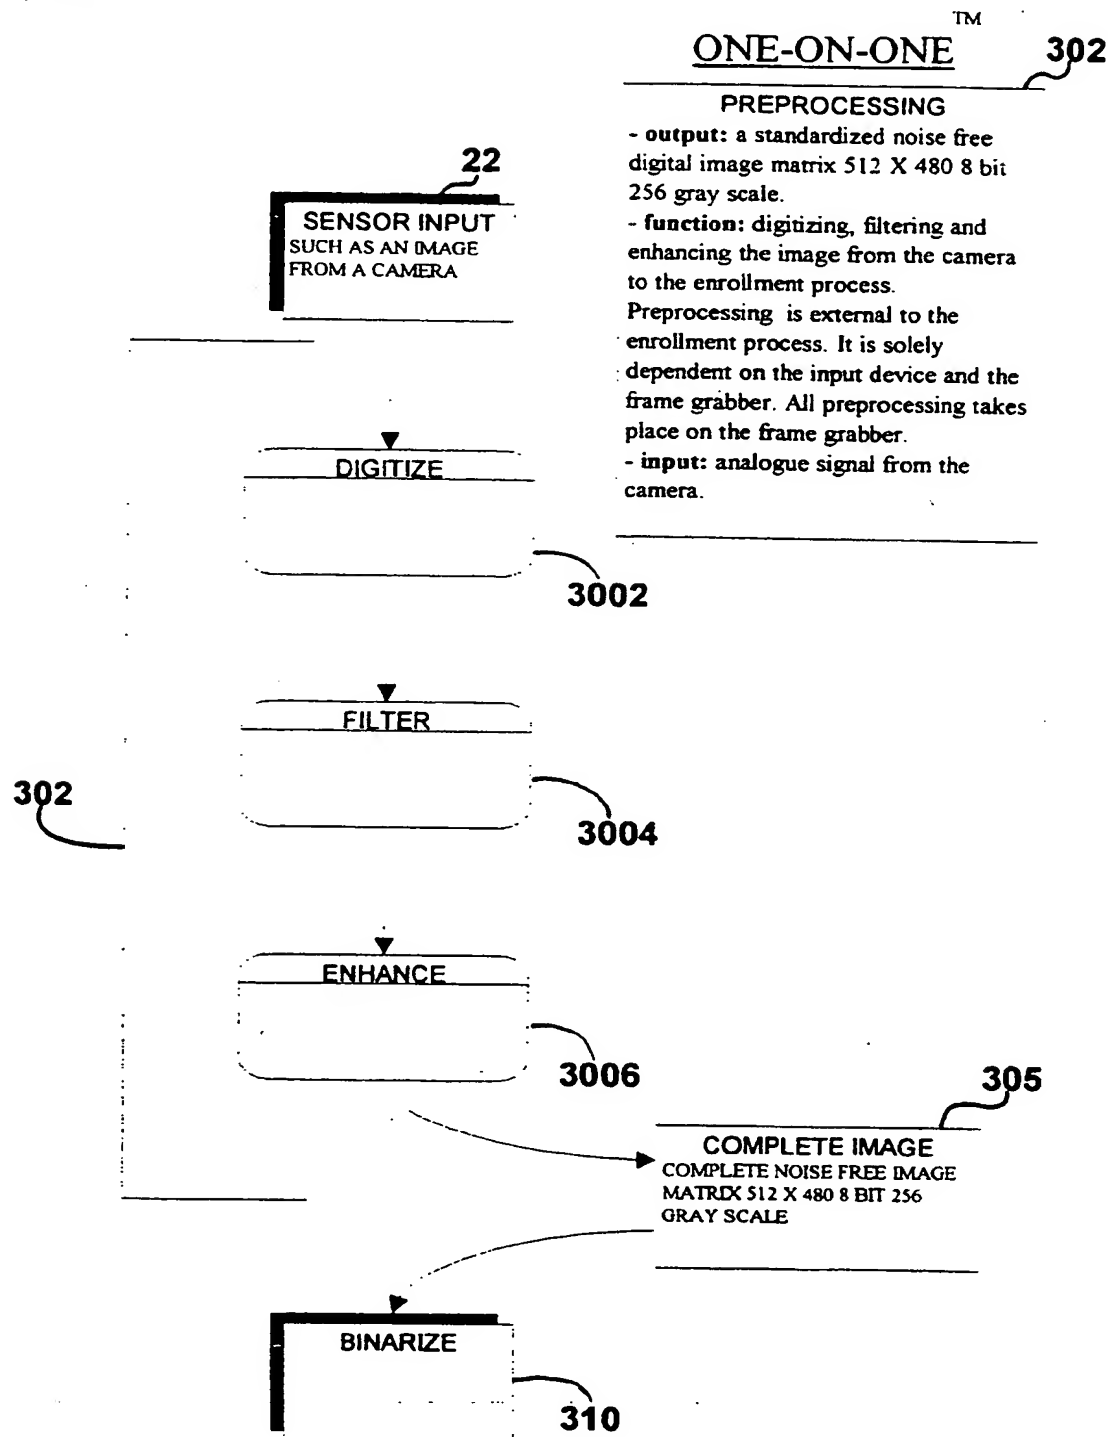 TM
ONE-ON-ONE
302
PREPROCESSING
- output: a standardized noise free
digital image matrix 512 X 480 8 bit
256 gray scale.
- function: digitizing, filtering and
enhancing the image from the camera
to the enrollment process.
Preprocessing is external to the
enrollment process. It is solely
dependent on the input device and the
frame grabber. All preprocessing takes
place on the frame grabber.
- input: analogue signal from the
camera.
22
SENSOR INPUT
SUCH AS AN IMAGE
FROM A CAMERA
DIGITIZE
3002
FILTER
302
3004
ENHANCE
3006
305
COMPLETE IMAGE
COMPLETE NOISE FREE IMAGE
MATRIX 512 X 480 8 BIT 256
GRAY SCALE
BINARIZE
310